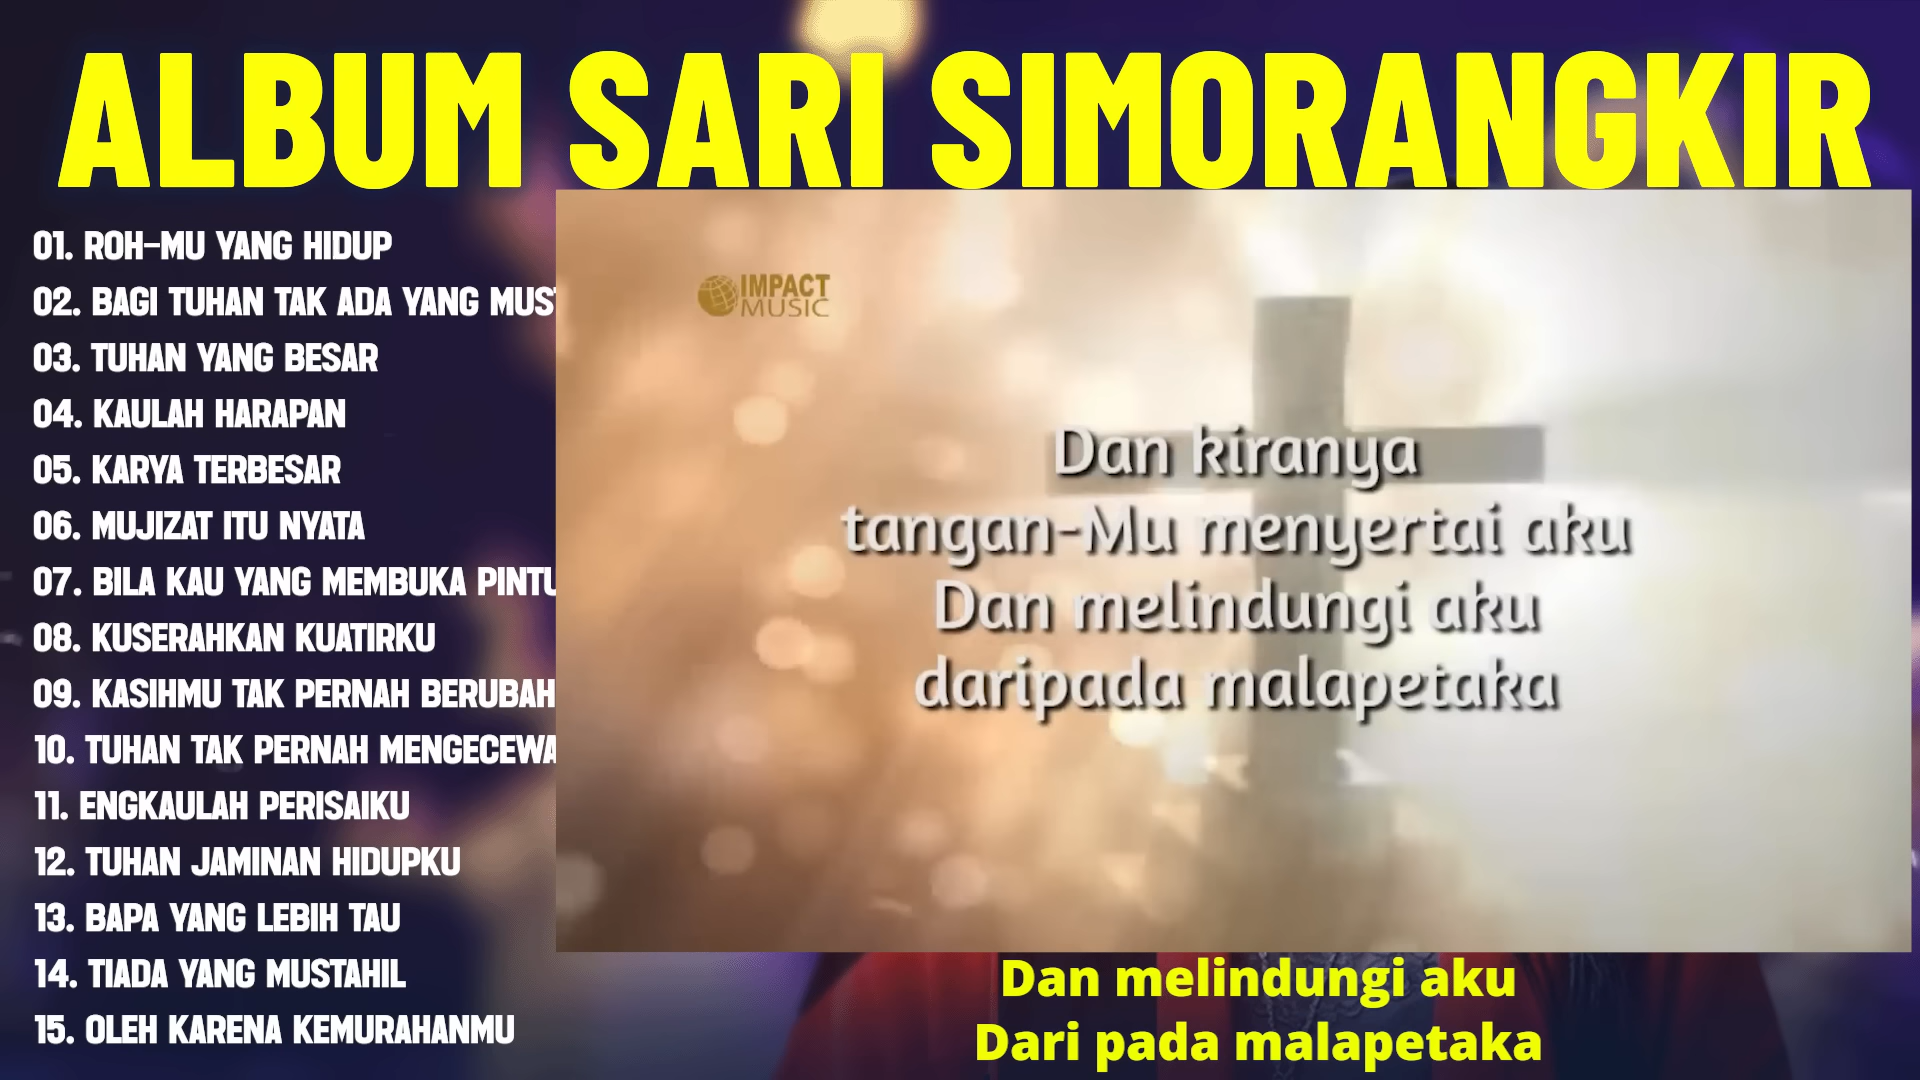 ALBUM SARI SIMORANGKIR
01. ROH-MU YANG HIDUP
02. BAGI TUHAN TAK ADA YANG
03. TUHAN YANG BESAR
04. KAULAH HARAPAN
05. KARYA TERBESAR
06. MUJIZAT ITU NYATA
07. BILA KAU YANG MEMBUKA PINTU
08. KUSERAHKAN KUATIRKU
09. KASIHMU TAK PERNAH BERUBAH
10. TUHAN TAK PERNAH
11. ENGKAULAH PERISAIKU
12. TUHAN JAMINAN HIDUPKU
13. BAPA YANG LEBIH TAU
14. TIADA YANG MUSTAHIL
15. OLEH KARENA KEMURAHANMU
IMPACT
MUSIC
Dan kiranya
tangan-Mu menyertai aku
Dan melindungi aku
daripada malapetaka
Dan melindungi aku
Dari pada malapetaka